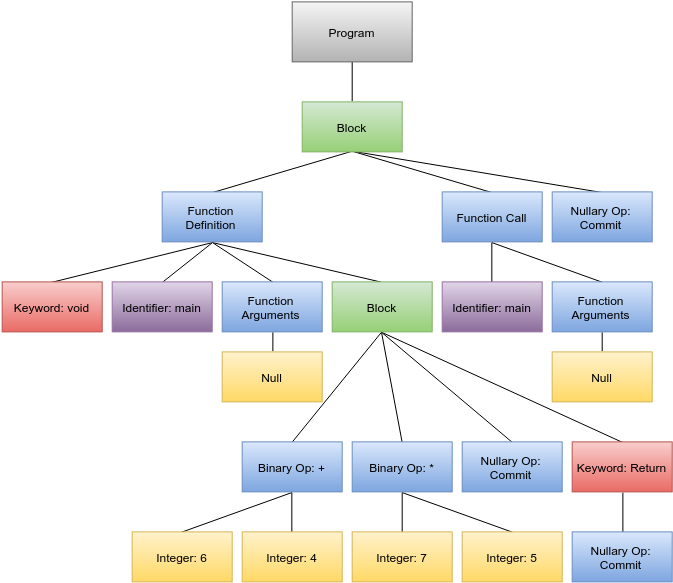 Program
Block
Function
Definition
Function Call
Nullary Op:
Commit
Keyword: void
Identifier: main
Function
Arguments
Block
Identifier: main
Function
Arguments
Null
Null
Binary Op: +
Binary Op: *
Nullary Op:
Commit
Keyword: Return
Integer: 6
Integer: 4
Integer: 7
Integer: 5
Nullary Op:
Commit